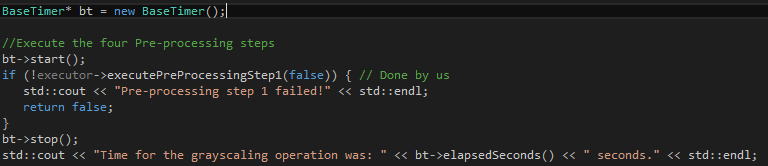 BaseTimer* bt = new BaseTimer();
//Execute the four Pre-processing steps
bt->start();
if (!executor->executePreProcessingStep1(false)) { // Done by us
std::cout << "Pre-processing step 1 failed!" << std::endl;
return false;
}
bt->stop();
std::cout << "Time for the grayscaling operation was: " << bt->elapsedSeconds() << " seconds." << std::endl;